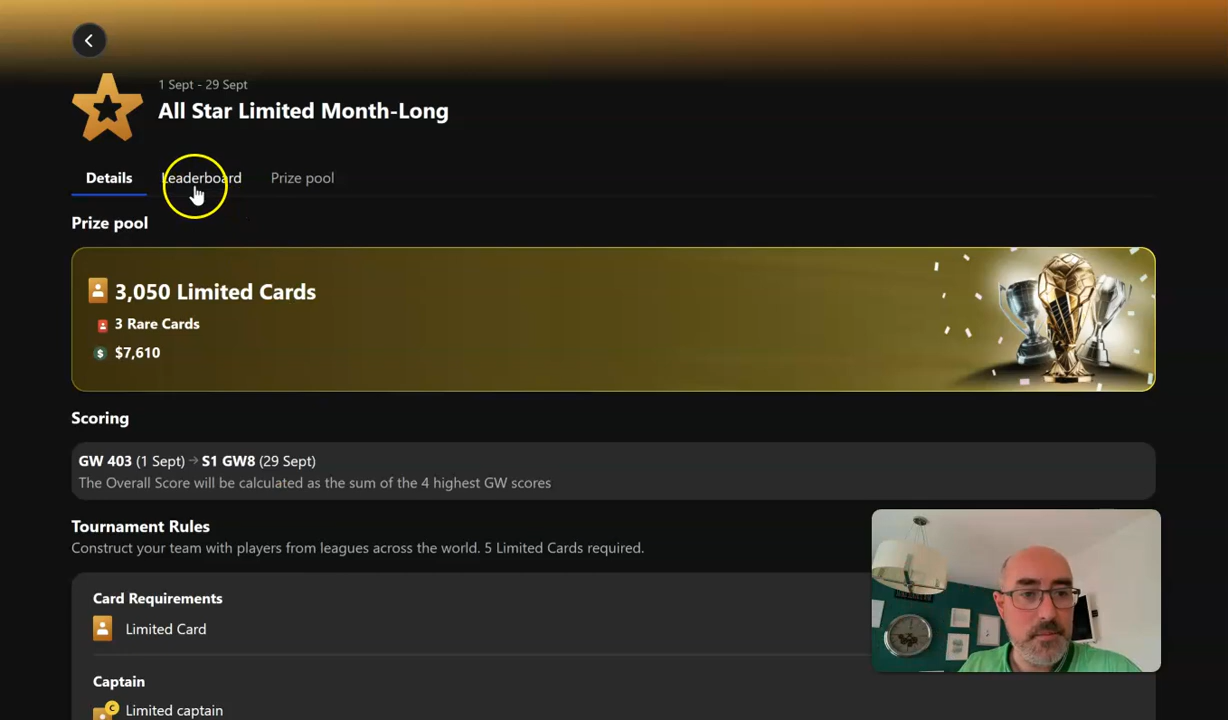 1 Sept - 29 Sept
All Star Limited Month-Long
Details
Leaderboard
Prize pool
Prize pool
3,050 Limited Cards
3 Rare Cards
$ $7,610
Scoring
GW 403 (1 Sept) → S1 GW8 (29 Sept)
The Overall Score will be calculated as the sum of the 4 highest GW scores
Tournament Rules
Construct your team with players from leagues across the world. 5 Limited Cards required.
Card Requirements
Limited Card
Captain
C
Limited captain